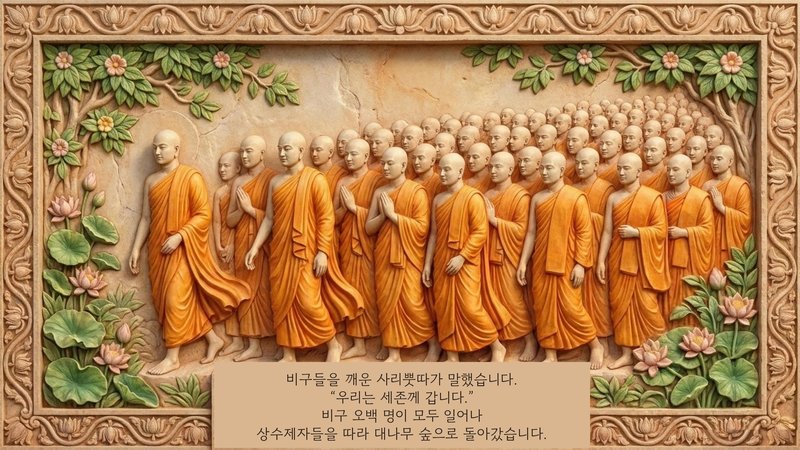 비구들을 깨운 사리뿟따가 말했습니다.
“우리는 세존께 갑니다.”
비구 오백 명이 모두 일어나
상수제자들을 따라 대나무 숲으로 돌아갔습니다.